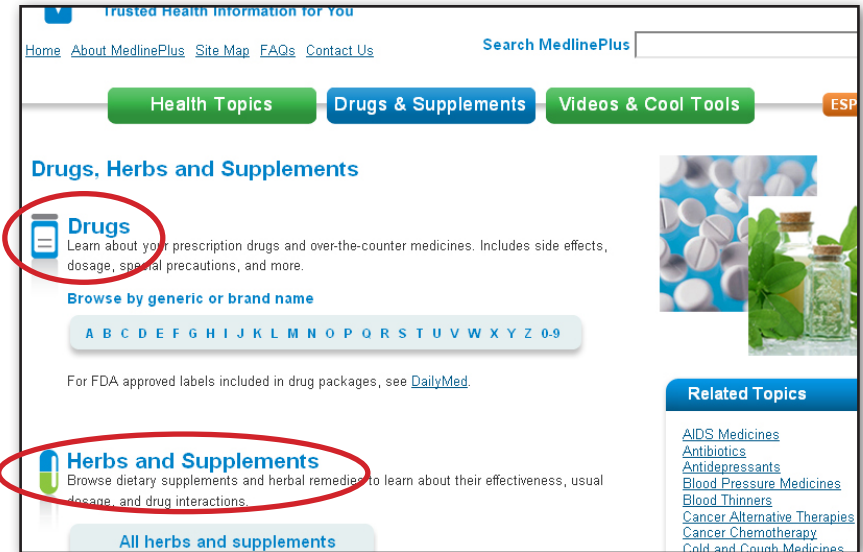 Trusted Health Information for You
Home About MedlinePlus Site Map FAQs Contact Us
Search MedlinePlus
Health Topics Drugs & Supplements Videos & Cool Tools
Drugs, Herbs and Supplements
Drugs
Learn about your prescription drugs and over-the-counter medicines. Includes side effects,
dosage, special precautions, and more.
Browse by generic or brand name
A B C D E F G H I J K L M N O P Q R S T U V W X Y Z 0-9
For FDA approved labels included in drug packages, see DailyMed.
Herbs and Supplements
Browse dietary supplements and herbal remedies to learn about their effectiveness, usual
dosage, and drug interactions.
All herbs and supplements
Related Topics
AIDS Medicines
Antibiotics
Antidepressants
Blood Pressure Medicines
Blood Thinners
Cancer Alternative Therapies
Cancer Chemotherapy
Cold and Cough Medicines